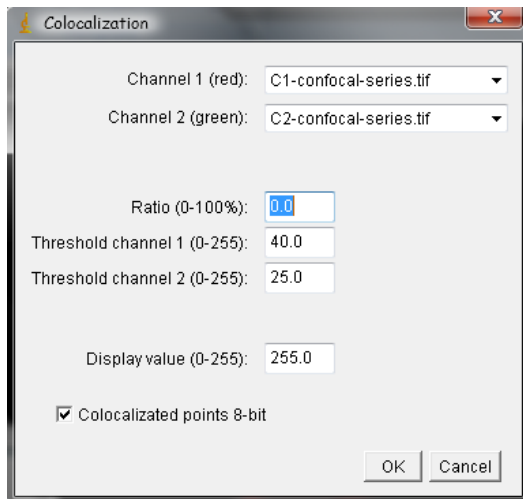 Colocalization
Channel 1 (red): C1-confocal-series.tif
Channel 2 (green): C2-confocal-series.tif
Ratio (0-100%): 0.0
Threshold channel 1 (0-255): 40.0
Threshold channel 2 (0-255): 25.0
Display value (0-255): 255.0
Colocalizated points 8-bit
OK Cancel